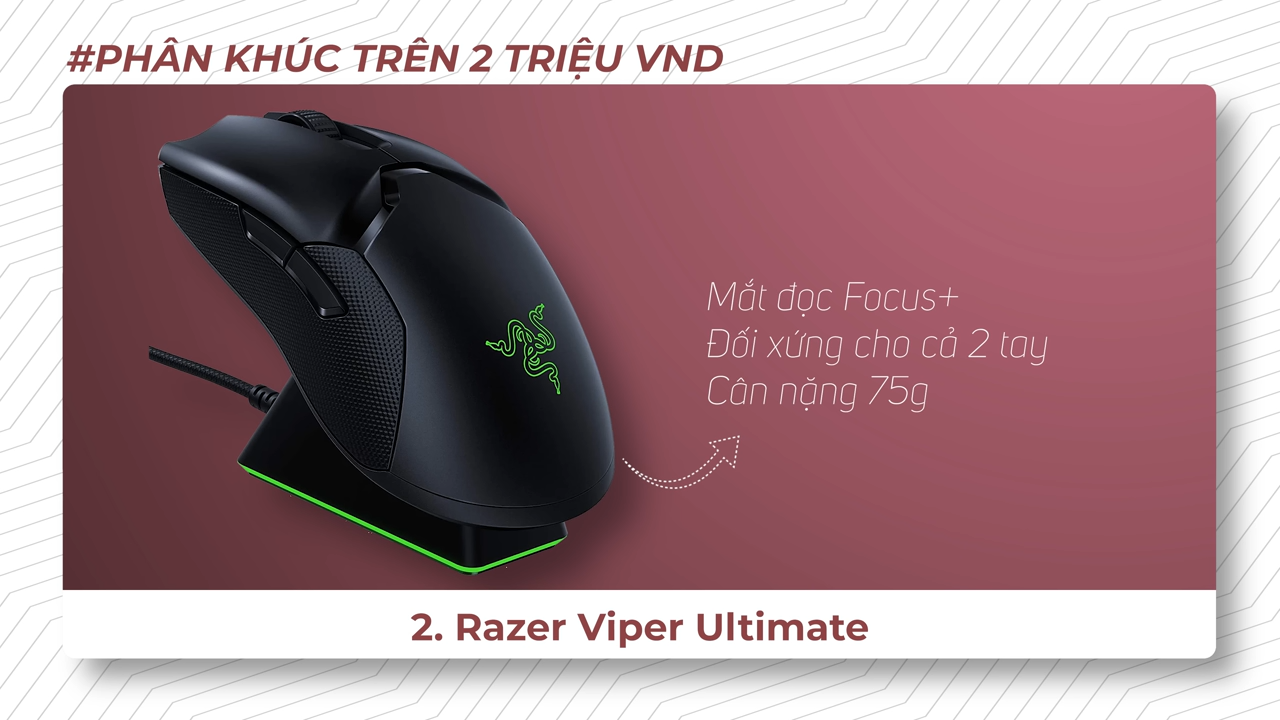 #PHÂN KHÚC TRÊN 2 TRIỆU VND
Mắt đọc Focus+
Đối xứng cho cả 2 tay
Cân nặng 75g
2. Razer Viper Ultimate